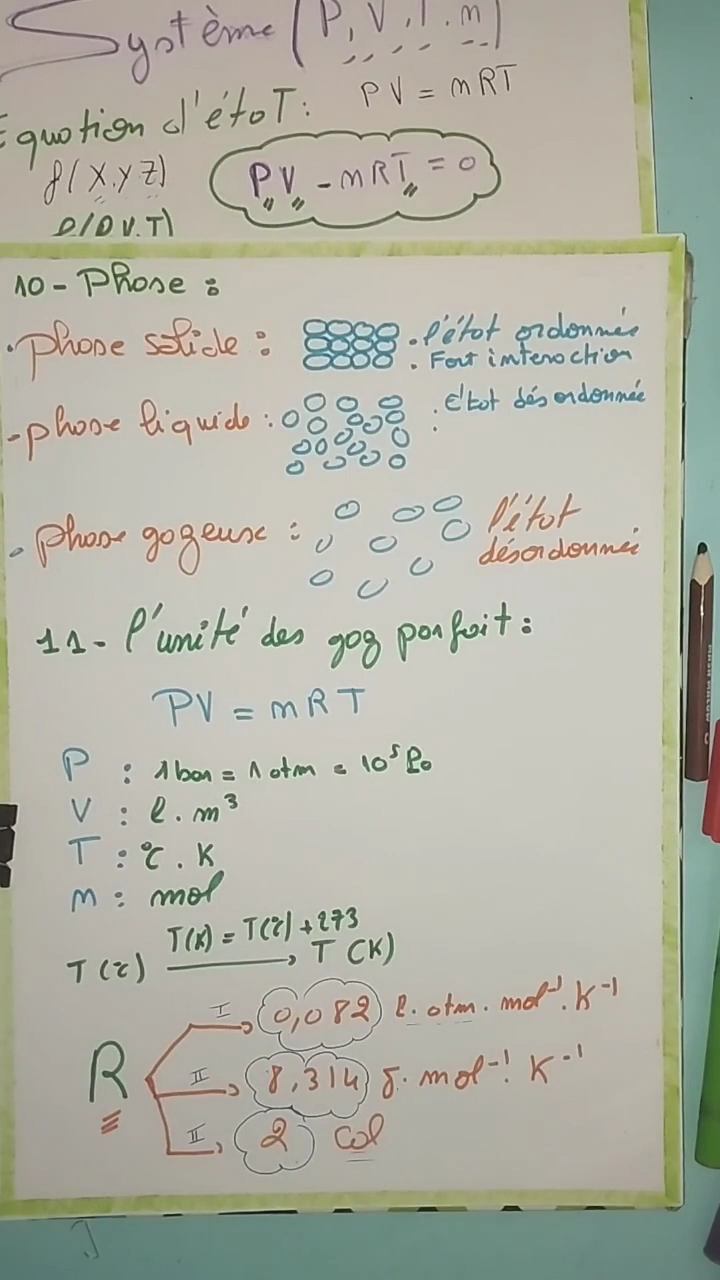 Système (P, V, T, n)
Equation d'état: PV = nRT
f(X,Y Z)
PV - nRT = 0
f(P V.T)
10- Phase :
. phase solide : . l'état ordonnée
. Fort interaction
- phase liquide : . Etat désordonnée
. phase gazeuse : l'état
désordonnée
11- l'unité des gaz parfait :
PV = nRT
P : 1 bar = 1 atm = 10⁵ Pa
V : l . m³
T : °C . K
n : mol
T(K) = T(°C) + 273
T(°C) → T(K)
I 0,082 l. atm. mol⁻¹. K⁻¹
R II 8,314 J. mol⁻¹. K⁻¹
II 2 cal